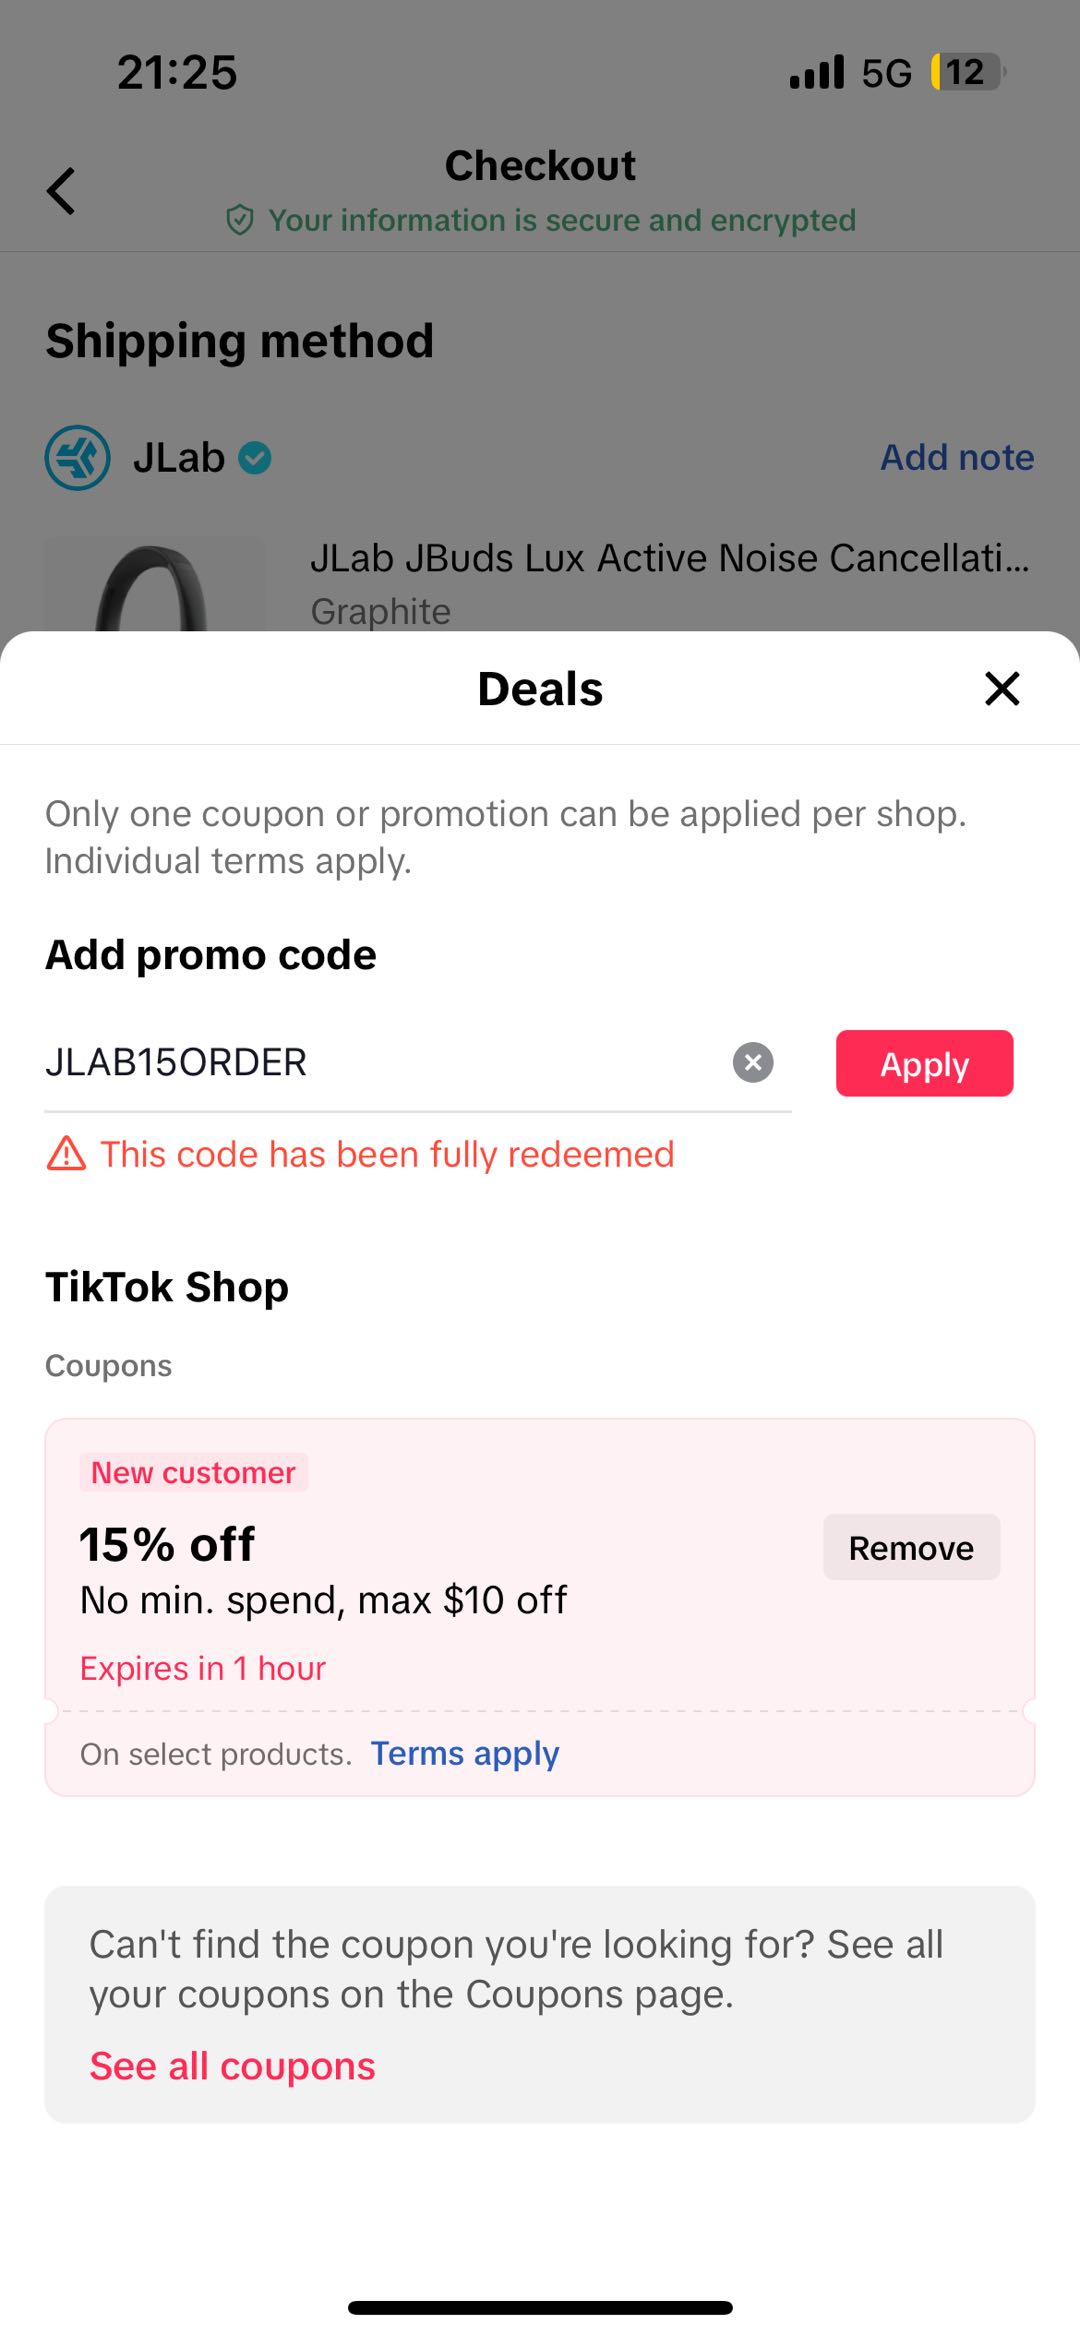 21:25
5G 12
Checkout
Your information is secure and encrypted
Shipping method
JLab
Add note
JLab JBuds Lux Active Noise Cancellati...
Graphite
Deals
Only one coupon or promotion can be applied per shop.
Individual terms apply.
Add promo code
JLAB15ORDER
Apply
This code has been fully redeemed
TikTok Shop
Coupons
New customer
15% off
Remove
No min. spend, max $10 off
Expires in 1 hour
On select products. Terms apply
Can't find the coupon you're looking for? See all
your coupons on the Coupons page.
See all coupons